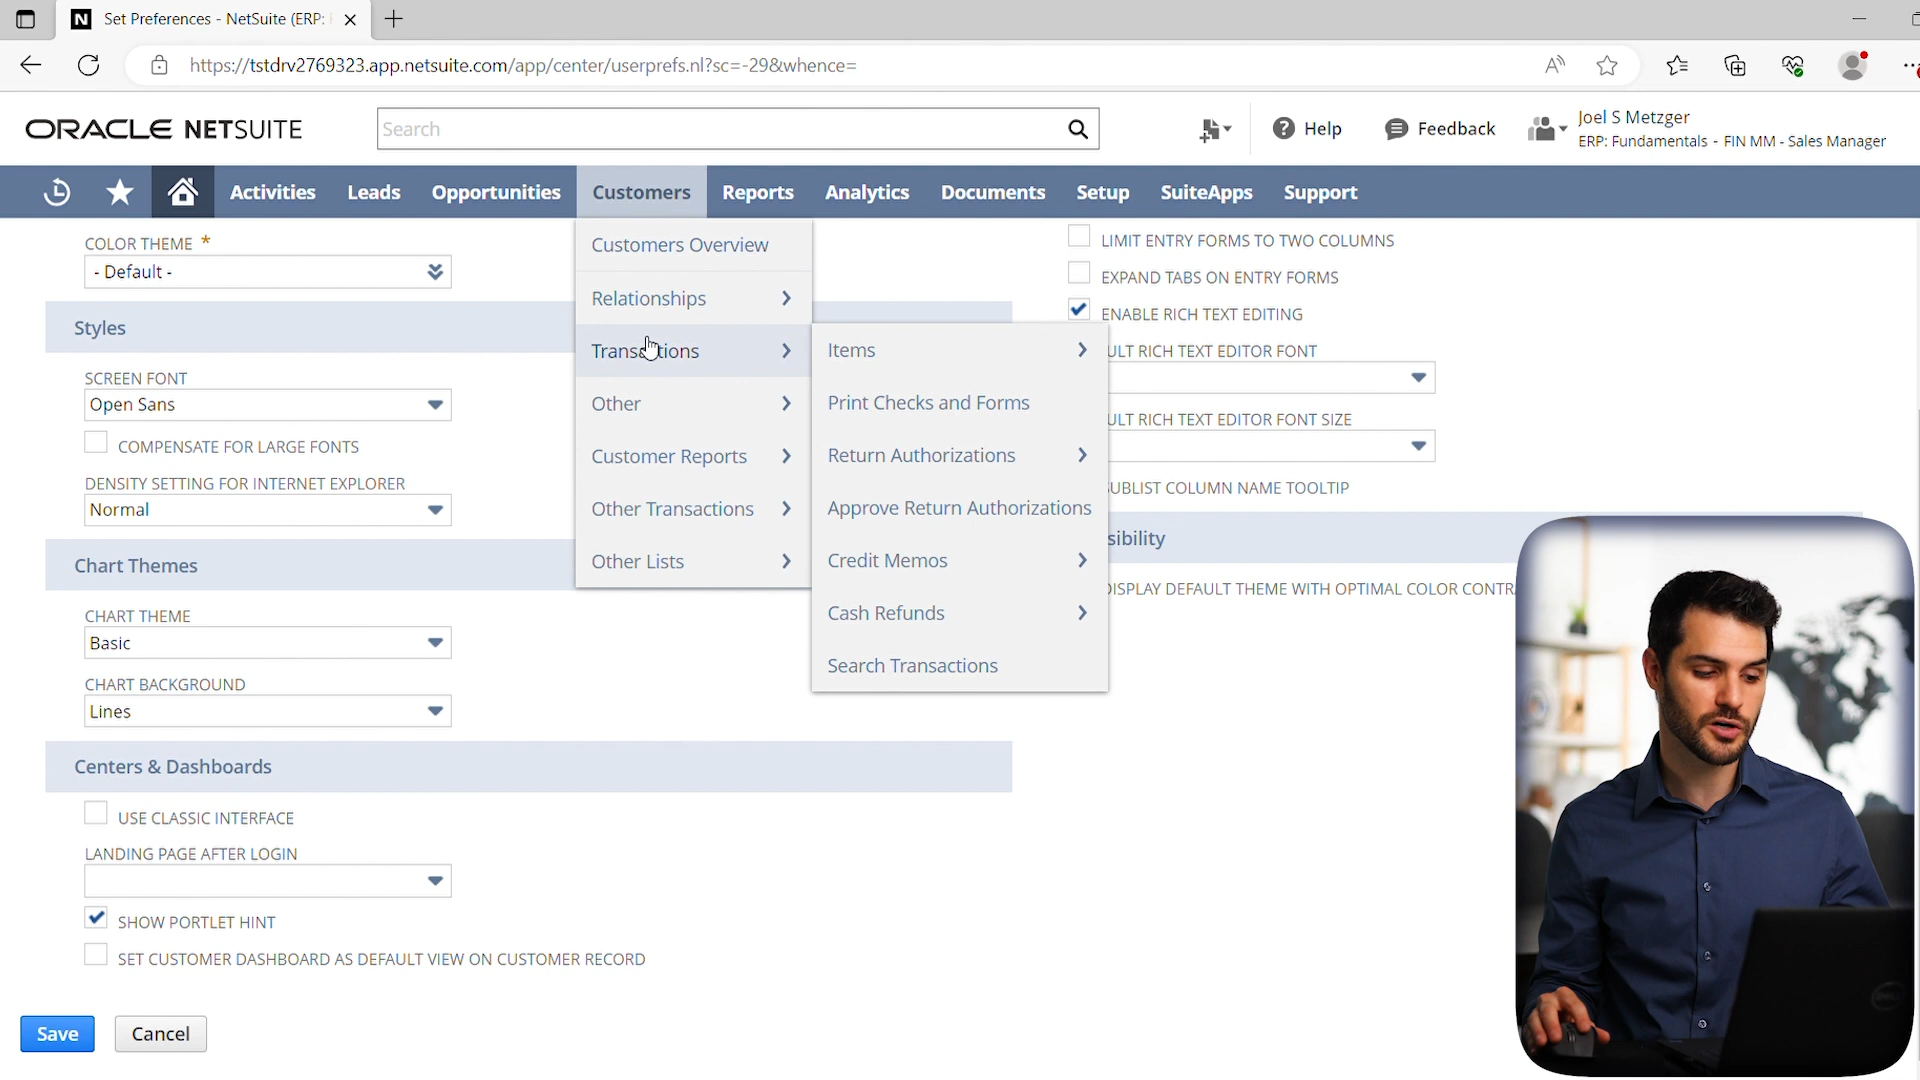 Set Preferences - NetSuite (ERP:
https://tstdrv2769323.app.netsuite.com/app/center/userprefs.nl?sc=-29&whence=
ORACLE NETSUITE
Search
Help
Feedback
Joel S Metzger
ERP: Fundamentals - FIN MM - Sales Manager
Activities
Leads
Opportunities
Customers
Reports
Analytics
Documents
Setup
SuiteApps
Support
COLOR THEME *
- Default -
Styles
SCREEN FONT
Open Sans
COMPENSATE FOR LARGE FONTS
DENSITY SETTING FOR INTERNET EXPLORER
Normal
Chart Themes
CHART THEME
Basic
CHART BACKGROUND
Lines
Centers & Dashboards
USE CLASSIC INTERFACE
LANDING PAGE AFTER LOGIN
SHOW PORTLET HINT
SET CUSTOMER DASHBOARD AS DEFAULT VIEW ON CUSTOMER RECORD
Save
Cancel
Customers Overview
Relationships
Transactions
Other
Customer Reports
Other Transactions
Other Lists
Items
Print Checks and Forms
Return Authorizations
Approve Return Authorizations
Credit Memos
Cash Refunds
Search Transactions
LIMIT ENTRY FORMS TO TWO COLUMNS
EXPAND TABS ON ENTRY FORMS
ENABLE RICH TEXT EDITING
ULT RICH TEXT EDITOR FONT
ULT RICH TEXT EDITOR FONT SIZE
SUBLIST COLUMN NAME TOOLTIP
sibility
DISPLAY DEFAULT THEME WITH OPTIMAL COLOR CONTRA